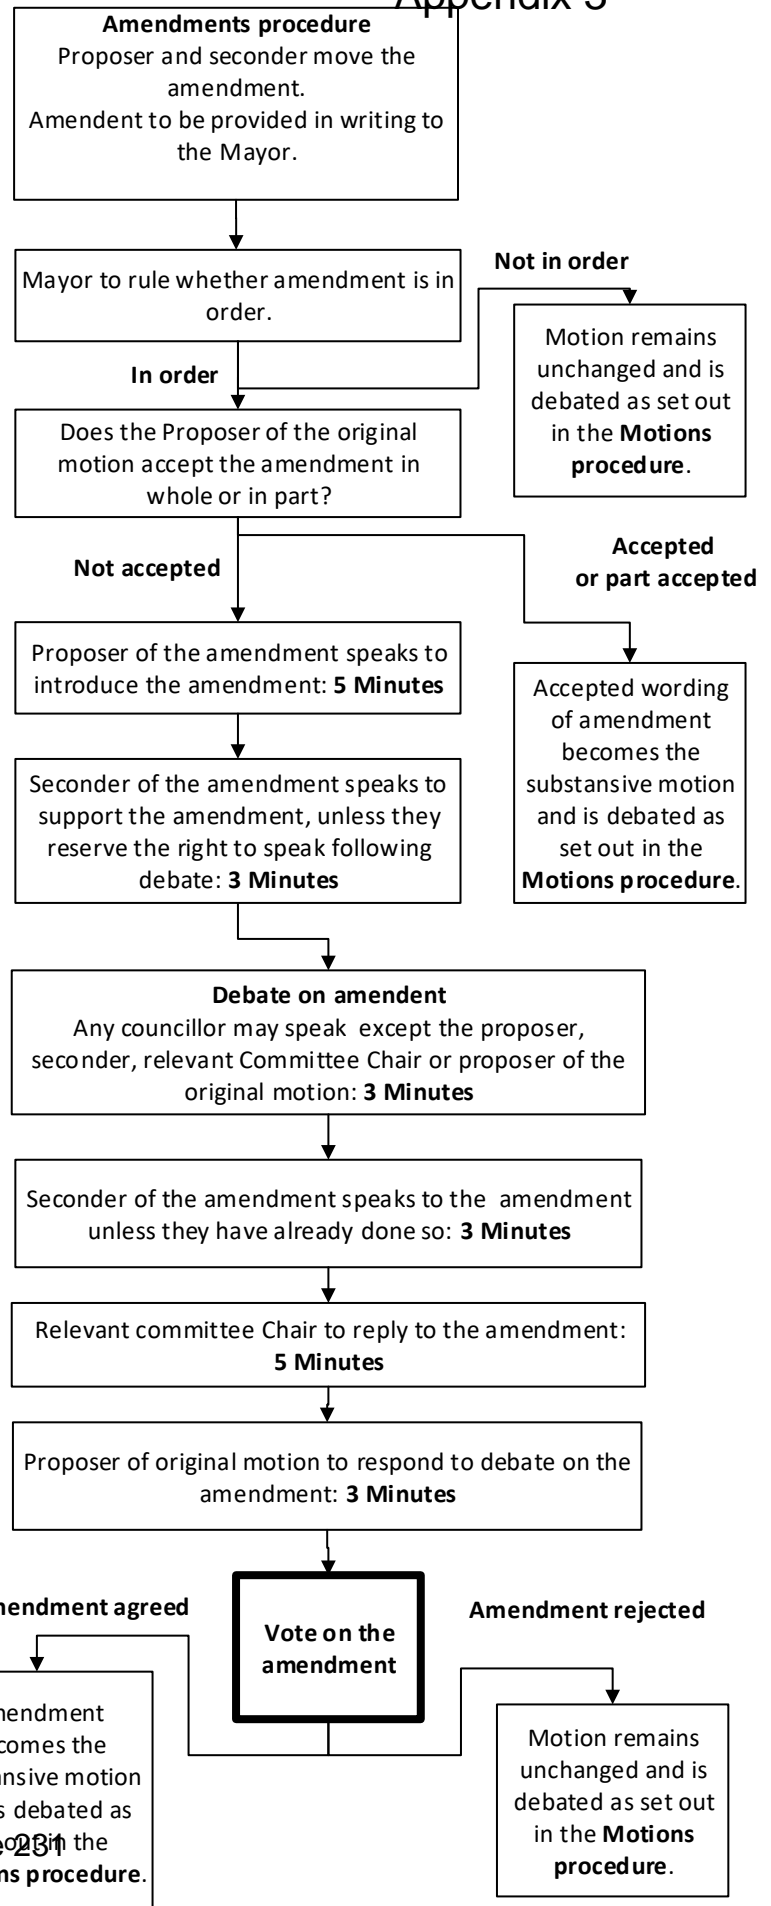 Appendix 3
Amendments procedure
Proposer and seconder move the
amendment.
Amendent to be provided in writing to
the Mayor.
Mayor to rule whether amendment is in
order.
Not in order
Motion remains
unchanged and is
debated as set out
in the Motions
procedure.
In order
Does the Proposer of the original
motion accept the amendment in
whole or in part?
Not accepted
Accepted
or part accepted
Proposer of the amendment speaks to
introduce the amendment: 5 Minutes
Accepted wording
of amendment
becomes the
substansive motion
and is debated as
set out in the
Motions procedure.
Seconder of the amendment speaks to
support the amendment, unless they
reserve the right to speak following
debate: 3 Minutes
Debate on amendent
Any councillor may speak except the proposer,
seconder, relevant Committee Chair or proposer of the
original motion: 3 Minutes
Seconder of the amendment speaks to the amendment
unless they have already done so: 3 Minutes
Relevant committee Chair to reply to the amendment:
5 Minutes
Proposer of original motion to respond to debate on the
amendment: 3 Minutes
Vote on the
amendment
agreed
Amendment rejected
the
motion
debated as
in the
procedure.
231
Motion remains
unchanged and is
debated as set out
in the Motions
procedure.